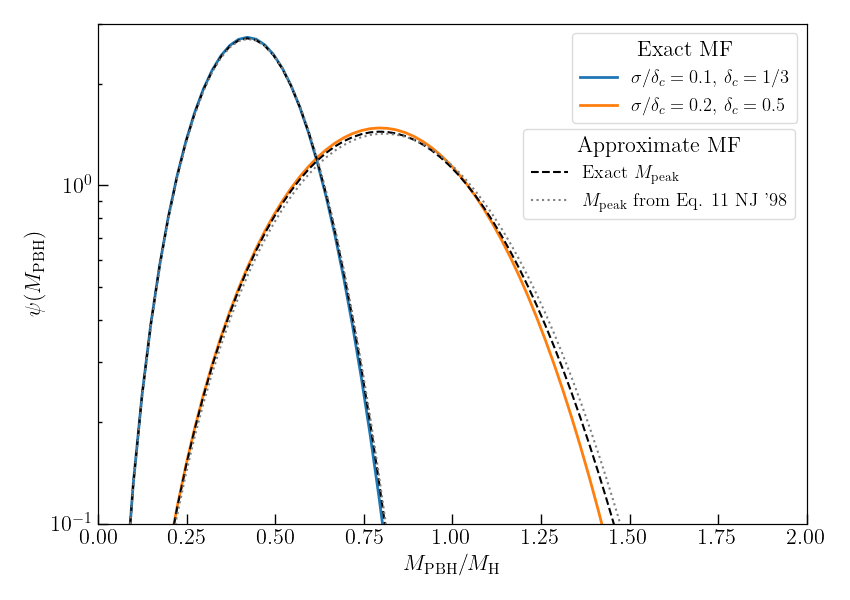 Exact MF
σ/δc = 0.1, δc = 1/3
σ/δc = 0.2, δc = 0.5
Approximate MF
Exact Mpeak
Mpeak from Eq. 11 NJ '98
ψ(MPBH)
10⁰
10⁻¹
0.00 0.25 0.50 0.75 1.00 1.25 1.50 1.75 2.00
MPBH/MH